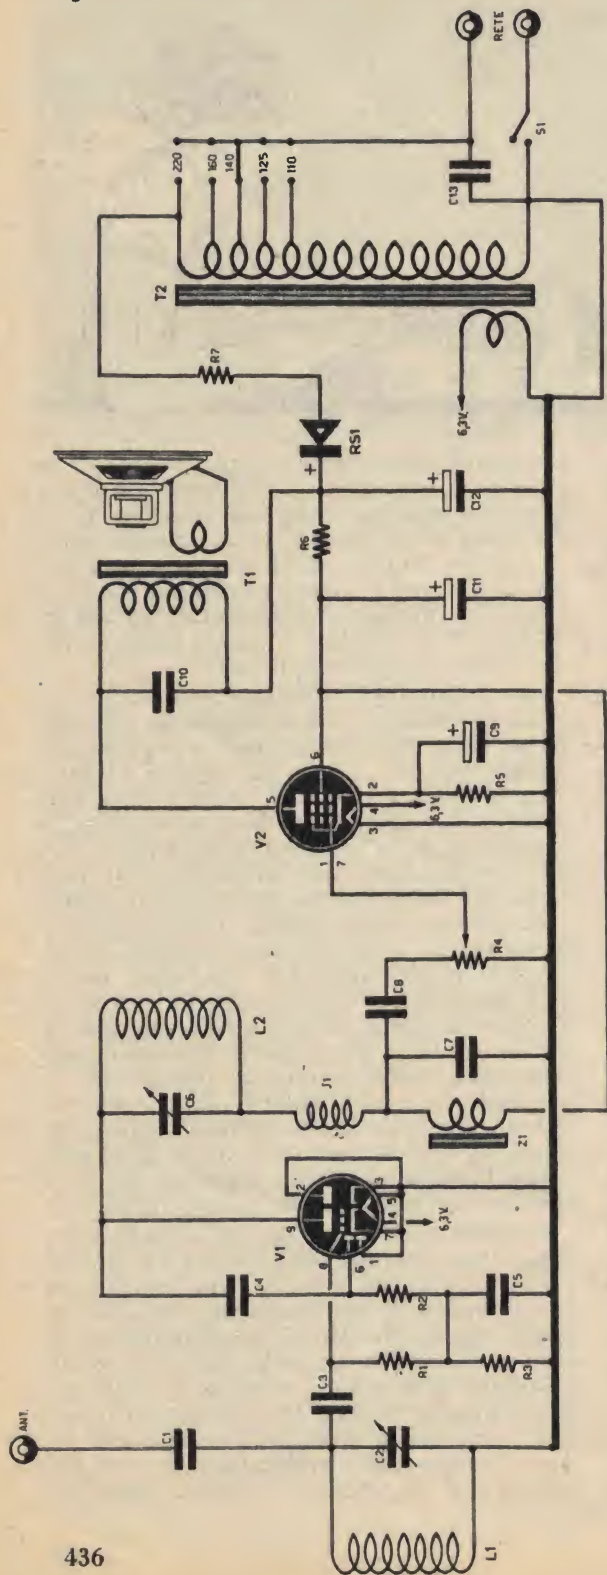 ANT.
C1
C3
C2
L1
R1
R2
R3
C5
C4
V1
9
2
8
6
1
7
14
5
3
6,3V.
C6
L2
J1
Z1
C7
C8
R4
V2
5
6
1
7
2
4
3
6,3V.
R5
+
C9
C10
T1
R6
+
C11
+
C12
+
RS1
R7
T2
220
160
140
125
110
6,3V.
C13
S1
RETE
436